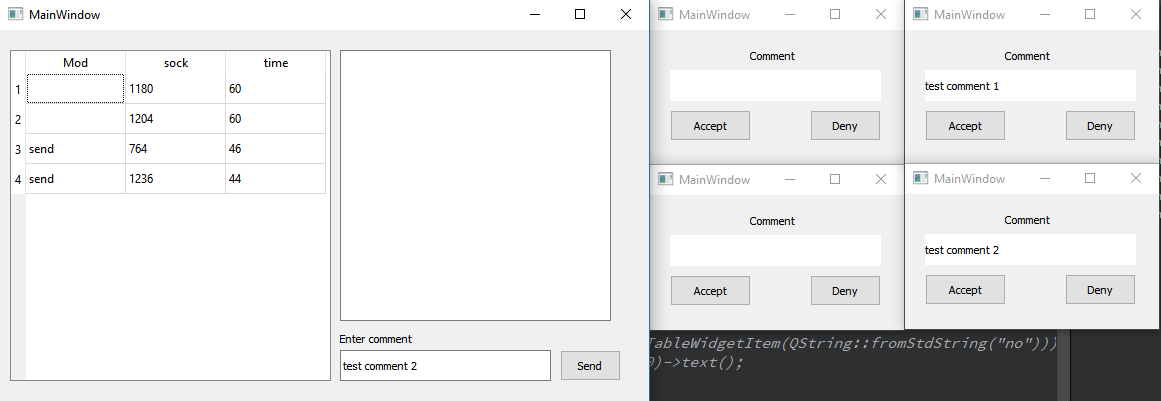 MainWindow
Mod sock time
1 1180 60
2 1204 60
3 send 764 46
4 send 1236 44
Enter comment
test comment 2 Send
MainWindow
Comment
Accept Deny
MainWindow
Comment
test comment 1
Accept Deny
MainWindow
Comment
Accept Deny
MainWindow
Comment
test comment 2
Accept Deny
TableWidgetItem(QString::fromStdString("no")))
0)->text();